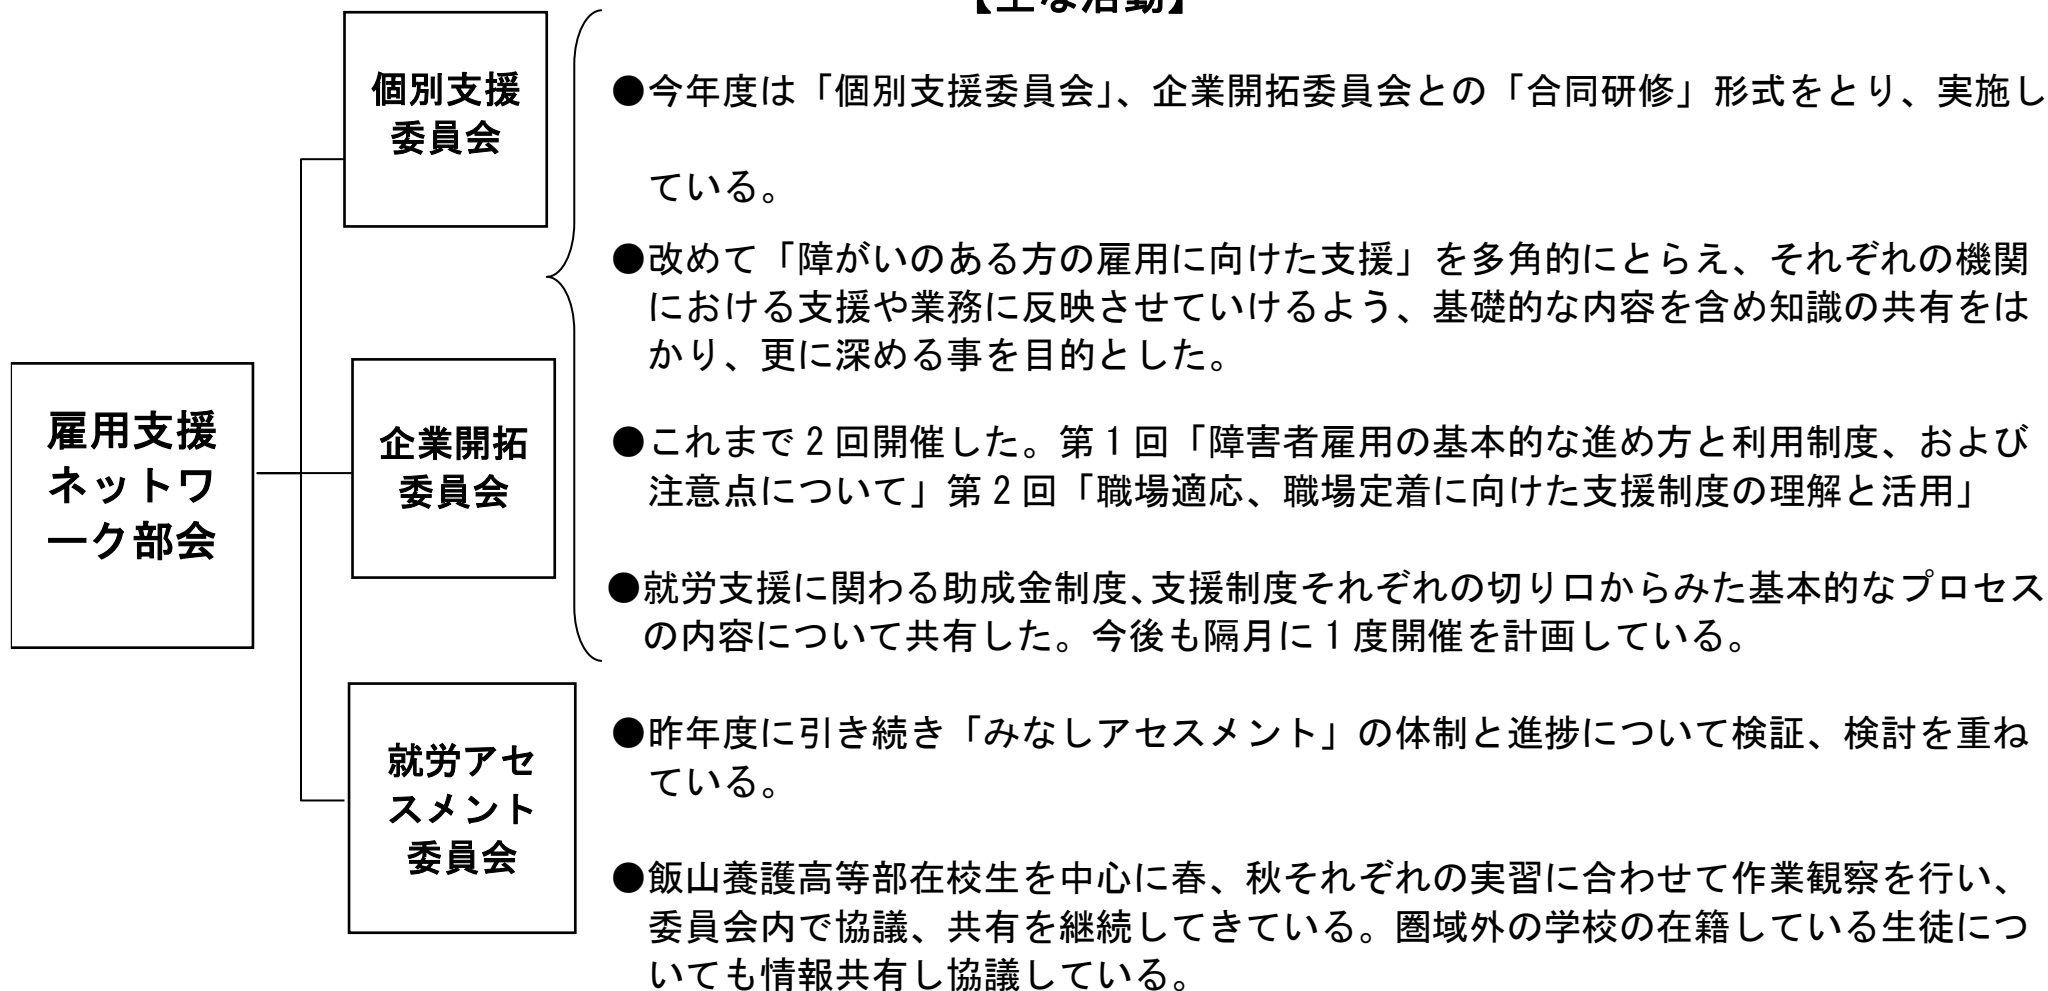 【主な活動】
個別支援
委員会
●今年度は「個別支援委員会」、企業開拓委員会との「合同研修」形式をとり、実施し
ている。
●改めて「障がいのある方の雇用に向けた支援」を多角的にとらえ、それぞれの機関
における支援や業務に反映させていけるよう、基礎的な内容を含め知識の共有をは
かり、更に深める事を目的とした。
雇用支援
ネットワ
ーク部会
企業開拓
委員会
●これまで2回開催した。第1回「障害者雇用の基本的な進め方と利用制度、および
注意点について」第2回「職場適応、職場定着に向けた支援制度の理解と活用」
●就労支援に関わる助成金制度、支援制度それぞれの切り口からみた基本的なプロセス
の内容について共有した。今後も隔月に1度開催を計画している。
就労アセ
スメント
委員会
●昨年度に引き続き「みなしアセスメント」の体制と進捗について検証、検討を重ね
ている。
●飯山養護高等部在校生を中心に春、秋それぞれの実習に合わせて作業観察を行い、
委員会内で協議、共有を継続してきている。圏域外の学校の在籍している生徒につ
いても情報共有し協議している。